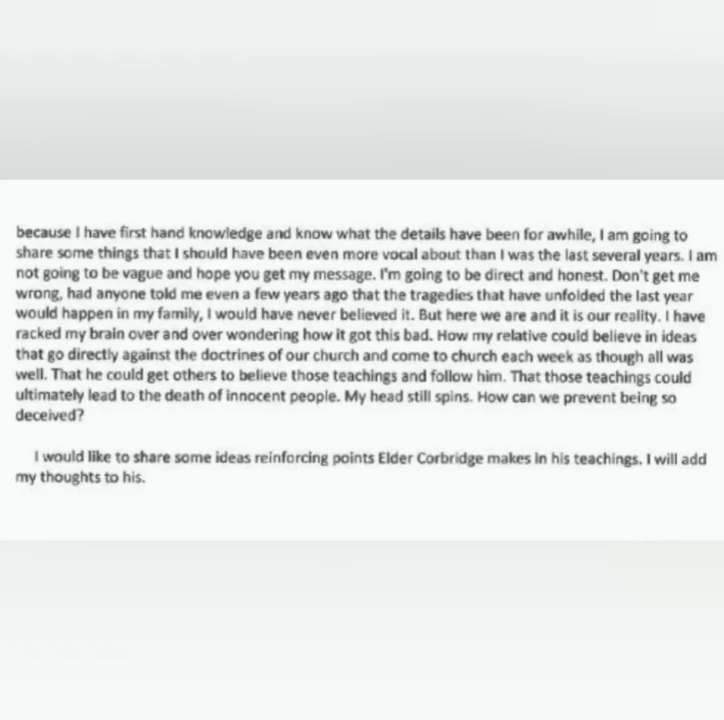 because I have first hand knowledge and know what the details have been for awhile, I am going to
share some things that I should have been even more vocal about than I was the last several years. I am
not going to be vague and hope you get my message. I'm going to be direct and honest. Don't get me
wrong, had anyone told me even a few years ago that the tragedies that have unfolded the last year
would happen in my family, I would have never believed it. But here we are and it is our reality. I have
racked my brain over and over wondering how it got this bad. How my relative could believe in ideas
that go directly against the doctrines of our church and come to church each week as though all was
well. That he could get others to believe those teachings and follow him. That those teachings could
ultimately lead to the death of innocent people. My head still spins. How can we prevent being so
deceived?
I would like to share some ideas reinforcing points Elder Corbridge makes in his teachings. I will add
my thoughts to his.